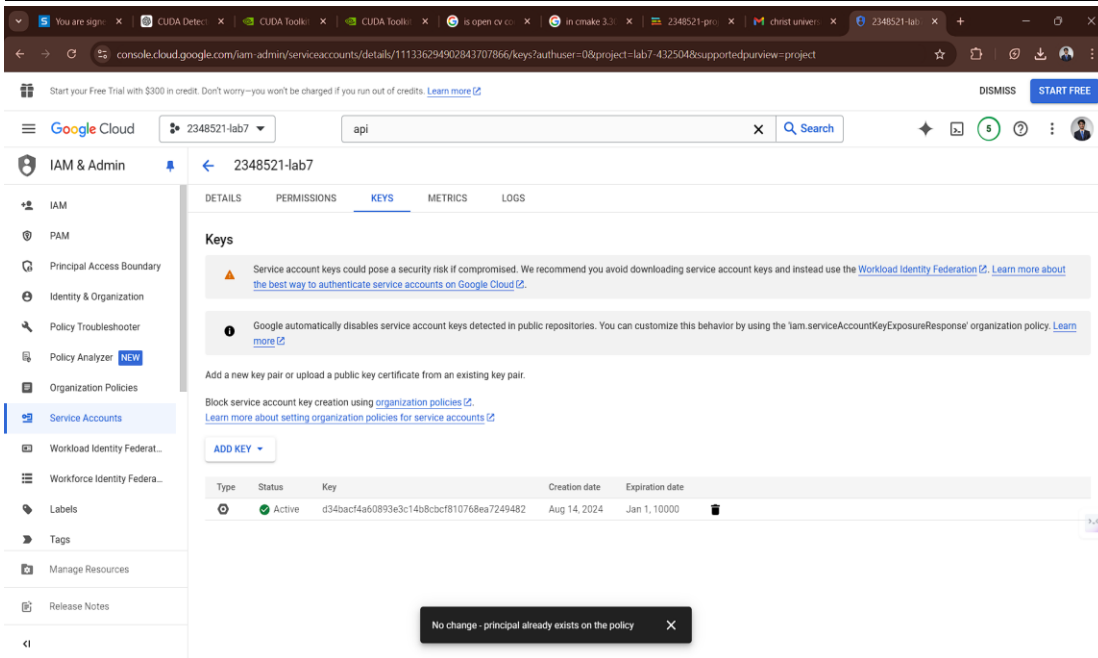 You are signe
CUDA Detect
CUDA Toolkit
CUDA Toolkit
is open cv co
in cmake 3.3
2348521-pro
christ univers
2348521-lab
console.cloud.google.com/iam-admin/serviceaccounts/details/111336294902843707866/keys?authuser=0&project=lab7-432504&supportedpurview=project
Start your Free Trial with $300 in credit. Don't worry—you won't be charged if you run out of credits. Learn more
DISMISS
START FREE
Google Cloud
2348521-lab7
api
Search
5
IAM & Admin
2348521-lab7
IAM
PAM
Principal Access Boundary
Identity & Organization
Policy Troubleshooter
Policy Analyzer NEW
Organization Policies
Service Accounts
Workload Identity Federat...
Workforce Identity Federa...
Labels
Tags
Manage Resources
Release Notes
DETAILS PERMISSIONS KEYS METRICS LOGS
Keys
Service account keys could pose a security risk if compromised. We recommend you avoid downloading service account keys and instead use the Workload Identity Federation. Learn more about
the best way to authenticate service accounts on Google Cloud.
Google automatically disables service account keys detected in public repositories. You can customize this behavior by using the 'iam.serviceAccountKeyExposureResponse' organization policy. Learn
more
Add a new key pair or upload a public key certificate from an existing key pair.
Block service account key creation using organization policies.
Learn more about setting organization policies for service accounts
ADD KEY
Type Status Key Creation date Expiration date
Active d34bacf4a60893e3c14b8cbcf810768ea7249482 Aug 14, 2024 Jan 1, 10000
No change - principal already exists on the policy